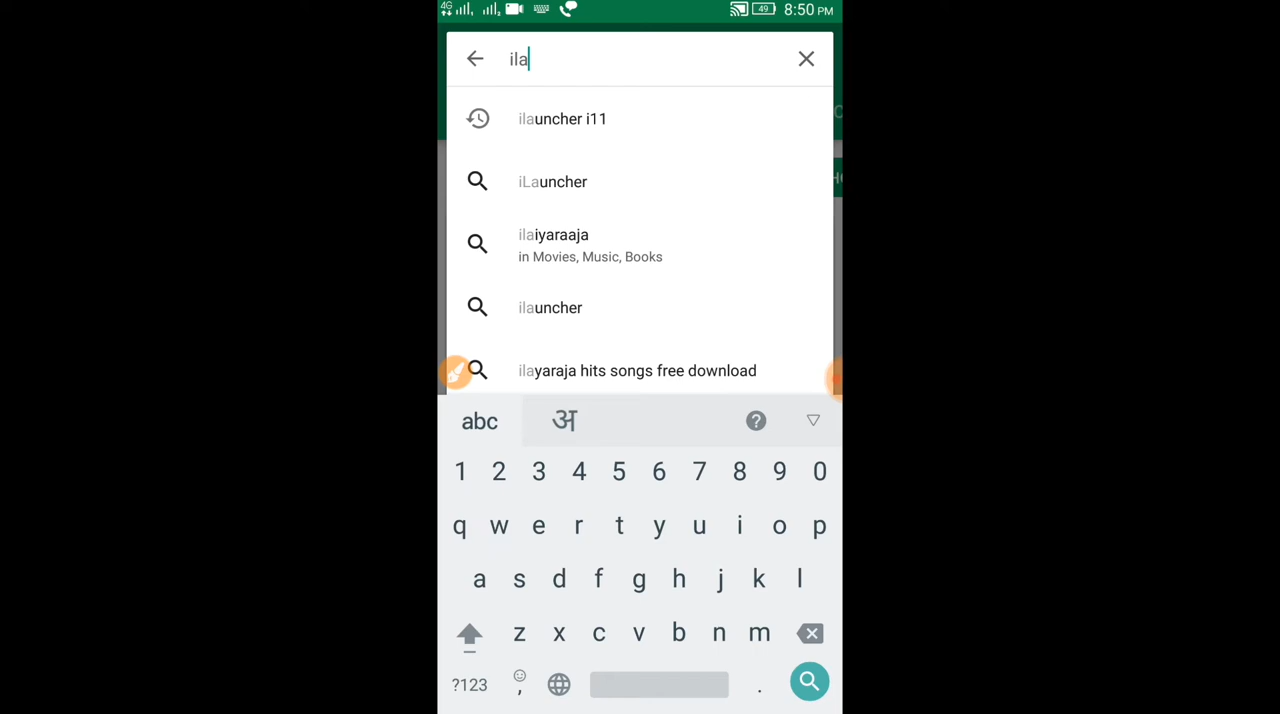 4G 49 8:50 PM
ila
ilauncher i11
iLauncher
ilaiyaraaja
in Movies, Music, Books
ilauncher
ilayaraja hits songs free download
abc अ ?
1 2 3 4 5 6 7 8 9 0
q w e r t y u i o p
a s d f g h j k l
z x c v b n m
?123 , .